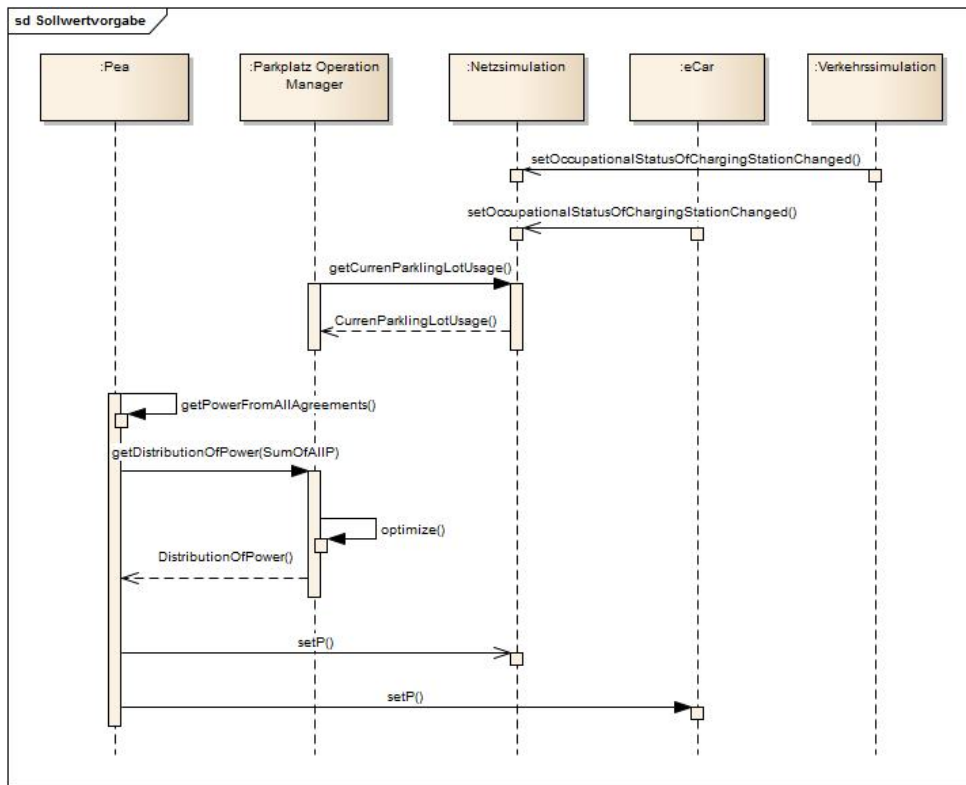 sd Sollwertvorgabe
:Pea
:Parkplatz Operation
Manager
:Netzsimulation
:eCar
:Verkehrssimulation
setOccupationalStatusOfChargingStationChanged()
setOccupationalStatusOfChargingStationChanged()
getCurrenParklingLotUsage()
CurrenParklingLotUsage()
getPowerFromAllAgreements()
getDistributionOfPower(SumOfAllP)
optimize()
DistributionOfPower()
setP()
setP()